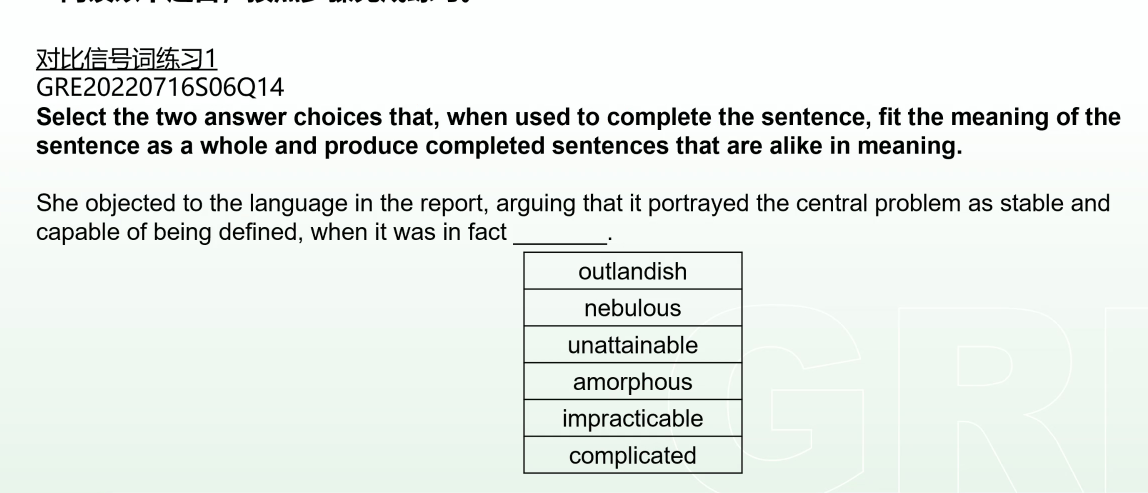 对比信号词练习1
GRE20220716S06Q14
Select the two answer choices that, when used to complete the sentence, fit the meaning of the
sentence as a whole and produce completed sentences that are alike in meaning.
She objected to the language in the report, arguing that it portrayed the central problem as stable and
capable of being defined, when it was in fact _______.
outlandish
nebulous
unattainable
amorphous
impracticable
complicated
GRE